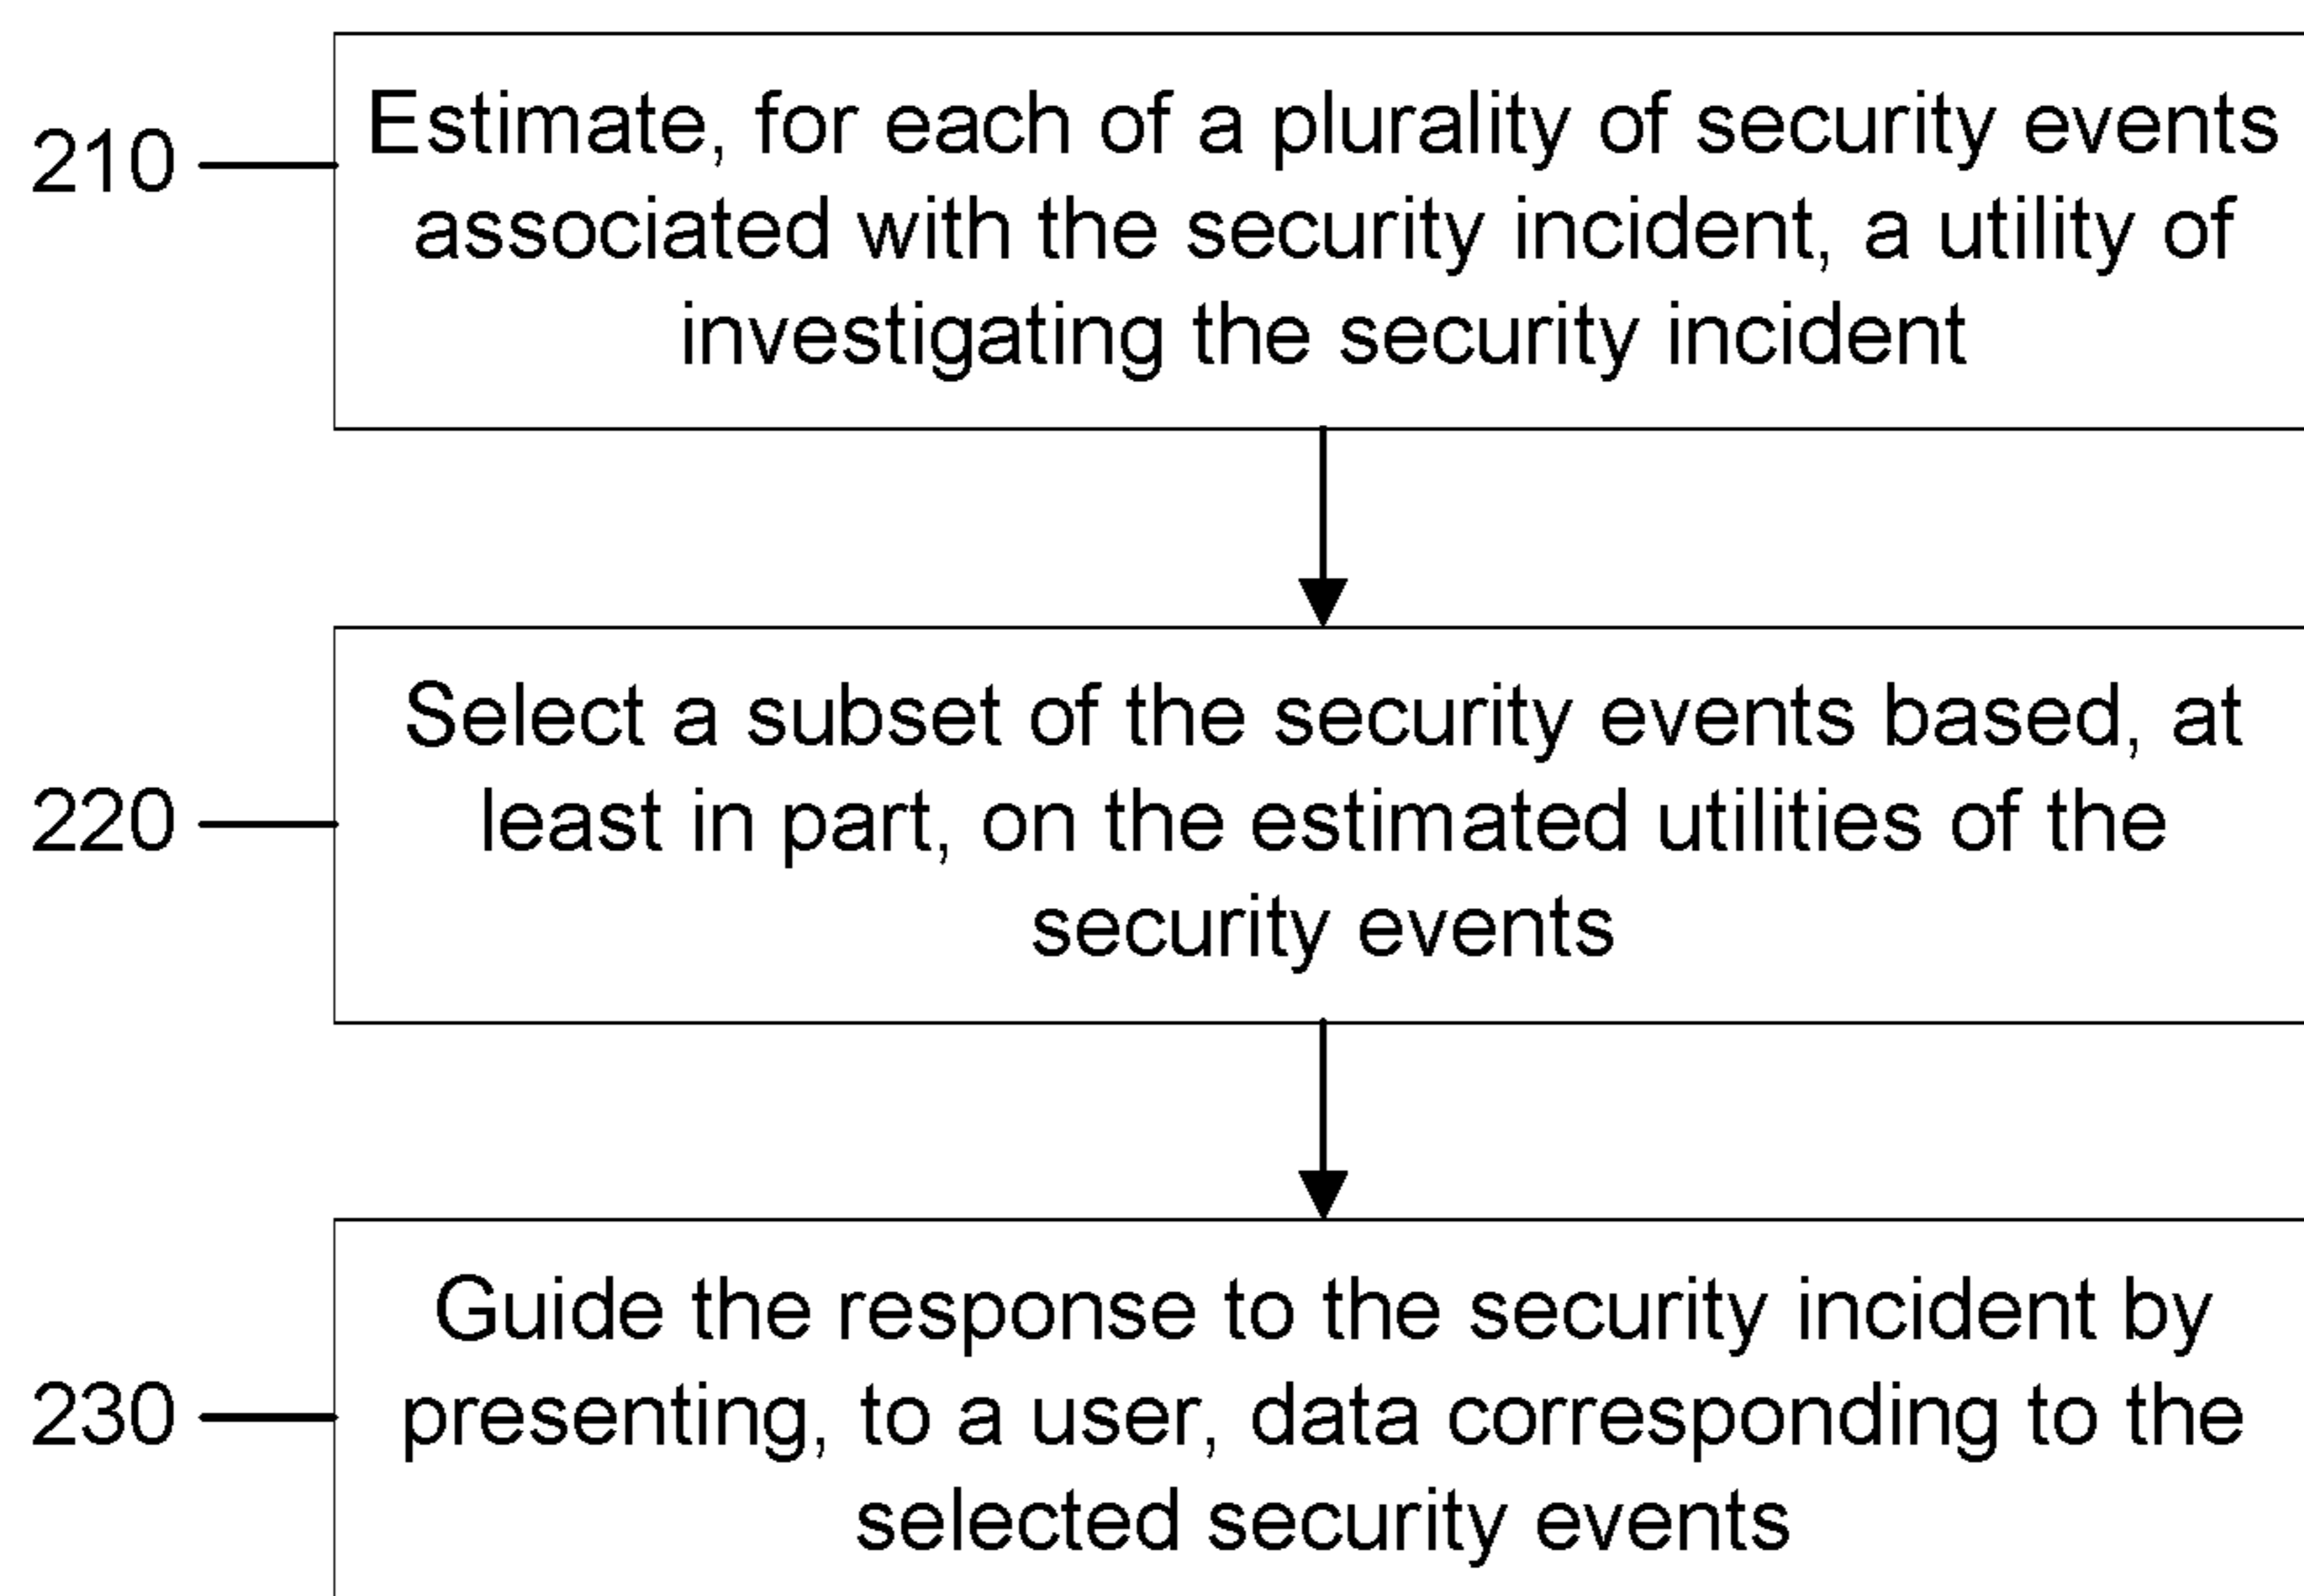 210
Estimate, for each of a plurality of security events
associated with the security incident, a utility of
investigating the security incident
220
Select a subset of the security events based, at
least in part, on the estimated utilities of the
security events
230
Guide the response to the security incident by
presenting, to a user, data corresponding to the
selected security events